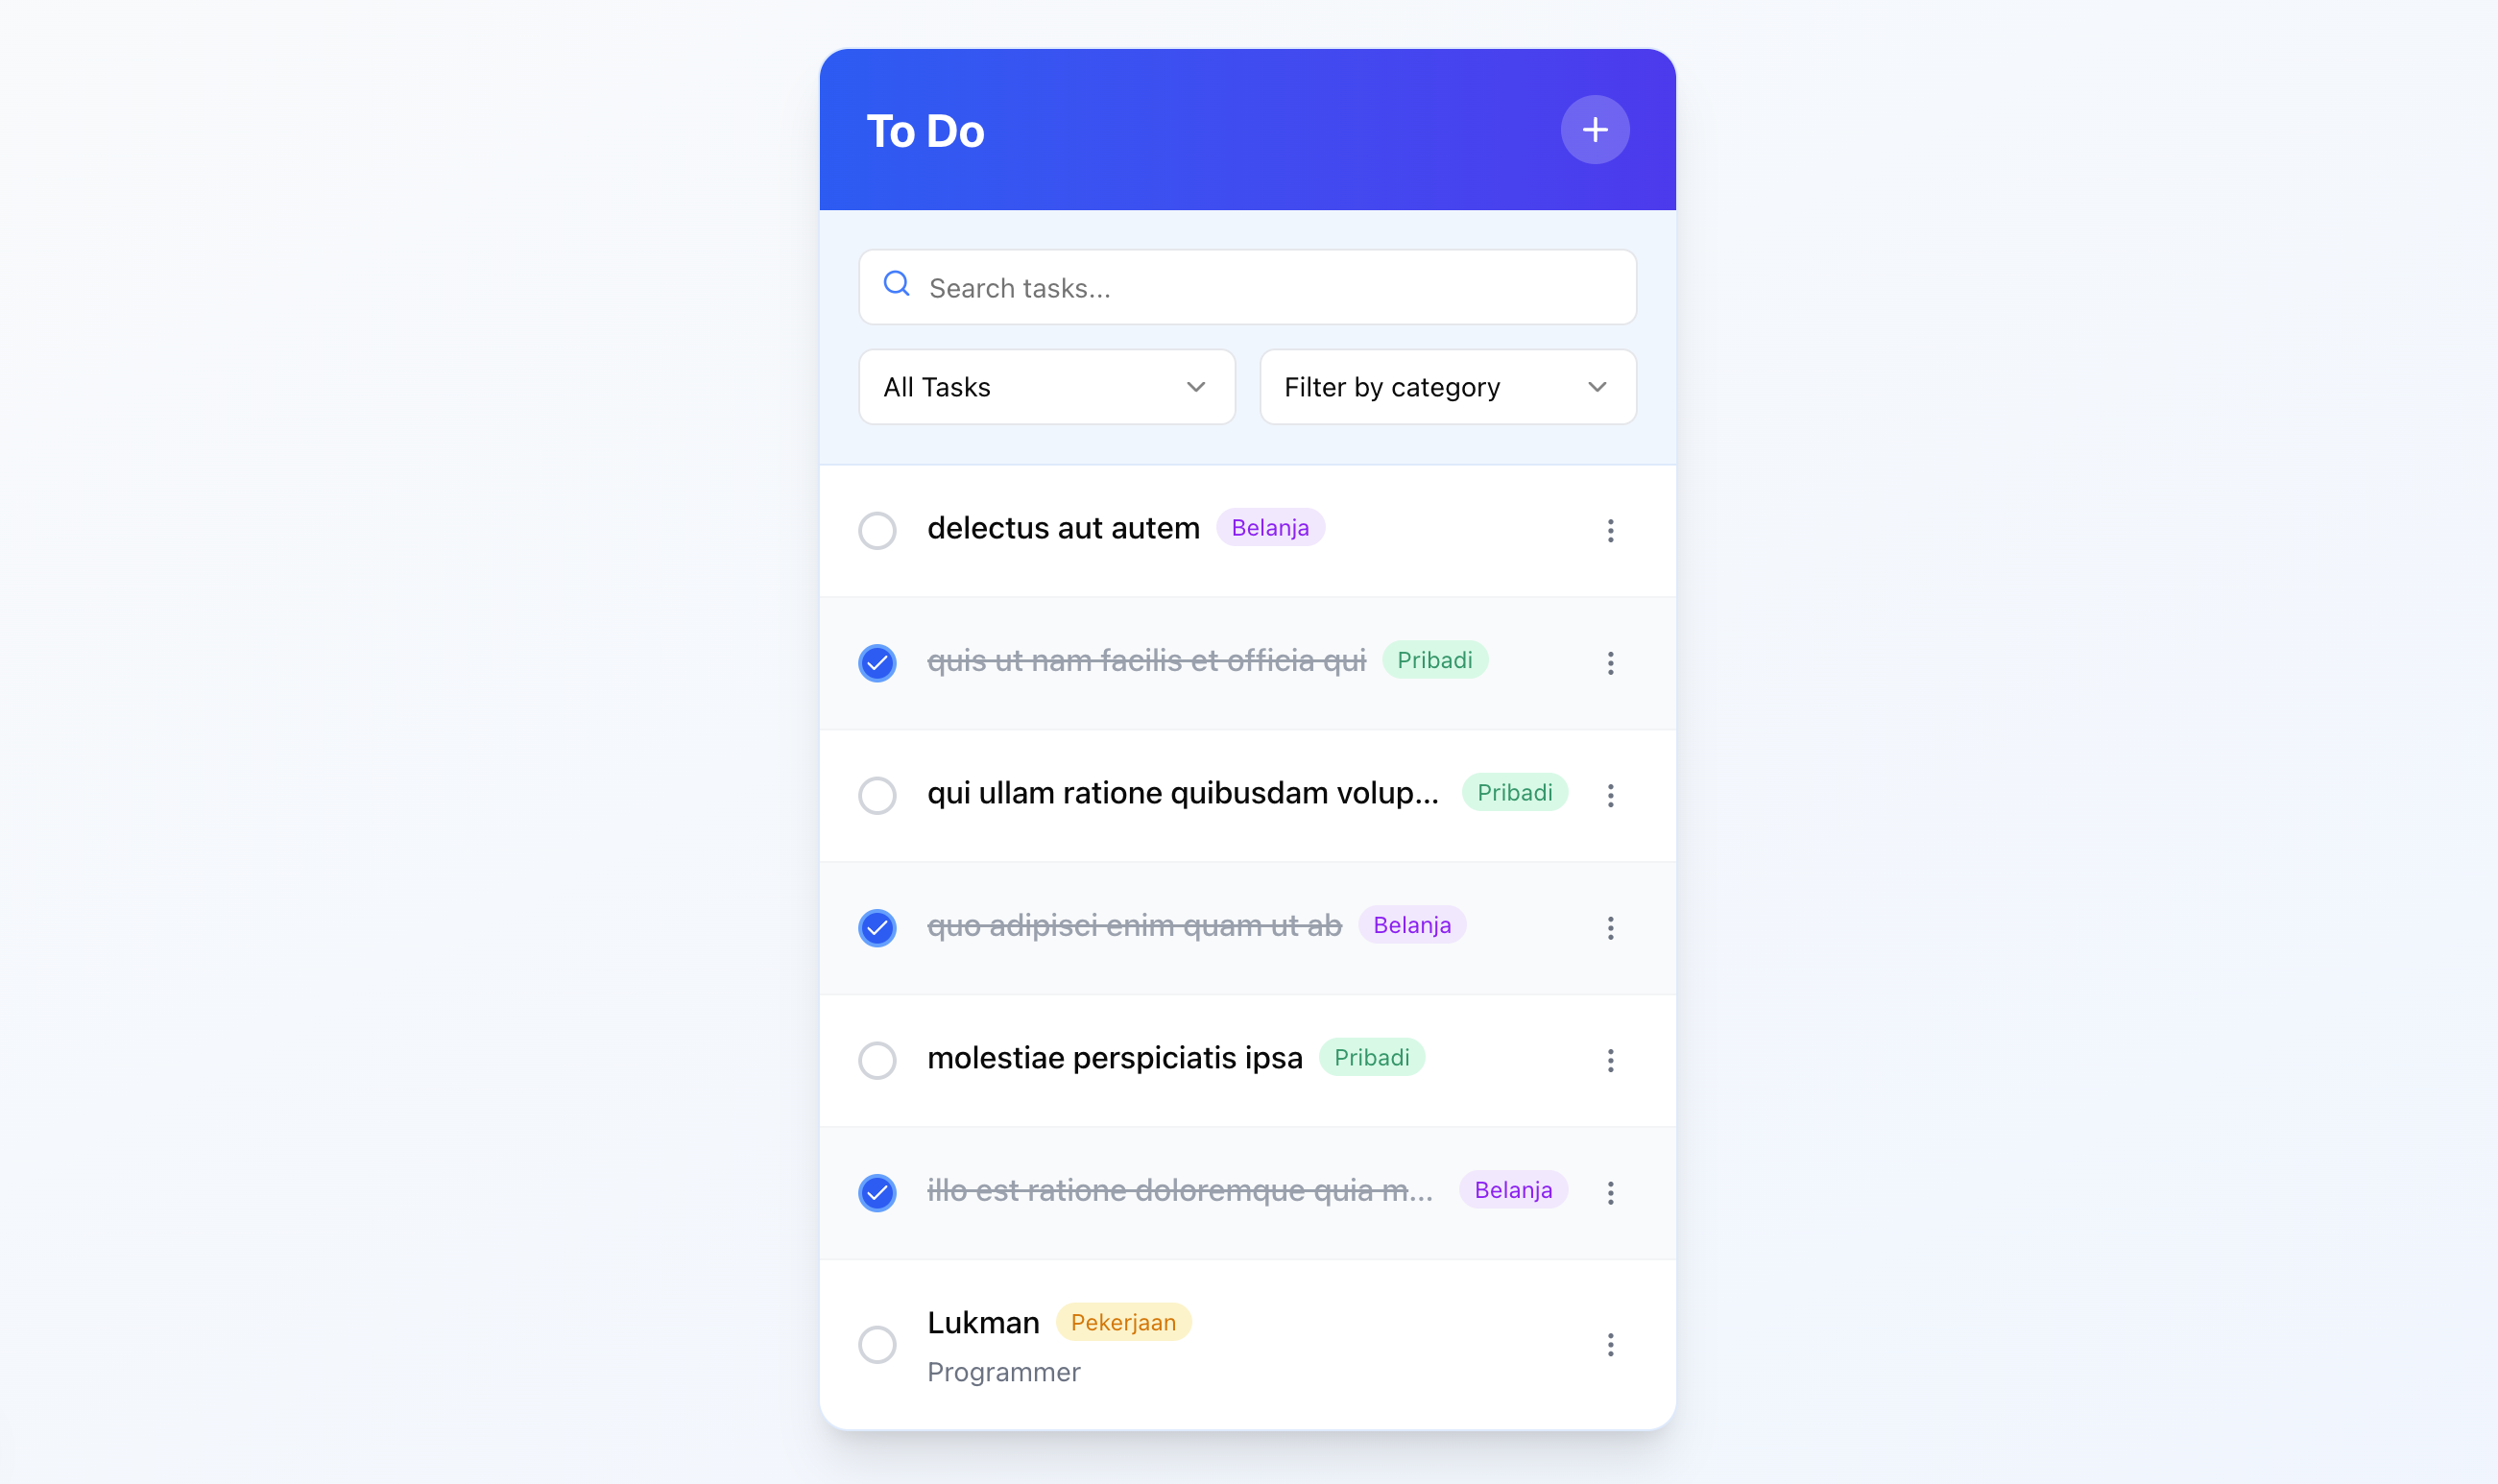 To Do
Search tasks...
All Tasks
Filter by category
delectus aut autem Belanja
quis ut nam facilis et officia qui Pribadi
qui ullam ratione quibusdam volup... Pribadi
quo adipisci enim quam ut ab Belanja
molestiae perspiciatis ipsa Pribadi
illo est ratione doloremque quia m... Belanja
Lukman Pekerjaan
Programmer